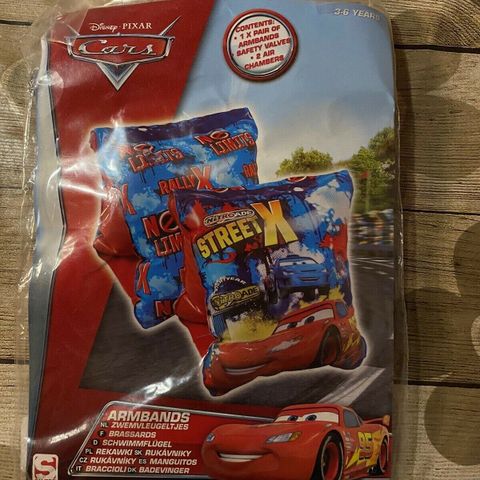 DISNEY · PIXAR
Cars
3-6 YEARS
CONTENTS:
• 1 X PAIR OF
ARMBANDS
SAFETY VALVES
• 2 AIR
CHAMBERS
NO
LIMITS
RALLY X
NO
LIMITS
NITROADE
STREET X
NITROADE
95
ARMBANDS
NL ZWEMVLEUGELTJES
F BRASSARDS
D SCHWIMMFLÜGEL
PL REKAWKI SK RUKÁVNIKY
CZ RUKÁVNÍKY ES MANGUITOS
IT BRACCIOLI DK BADEVINGER
S